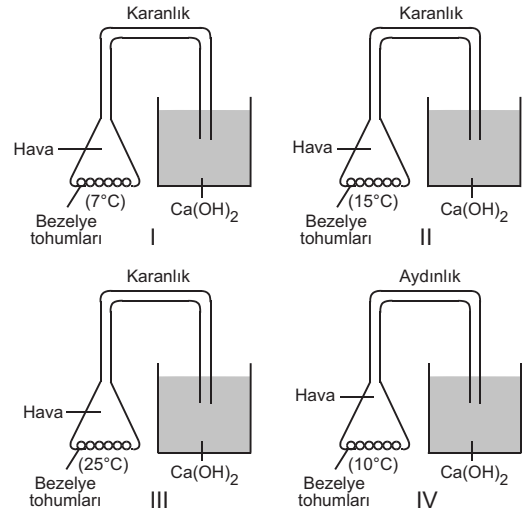 Karanlık
Hava
(7°C)
Bezelye
tohumları
Ca(OH)2
I
Karanlık
Hava
(15°C)
Bezelye
tohumları
Ca(OH)2
II
Karanlık
Hava
(25°C)
Bezelye
tohumları
Ca(OH)2
III
Aydınlık
Hava
(10°C)
Bezelye
tohumları
Ca(OH)2
IV